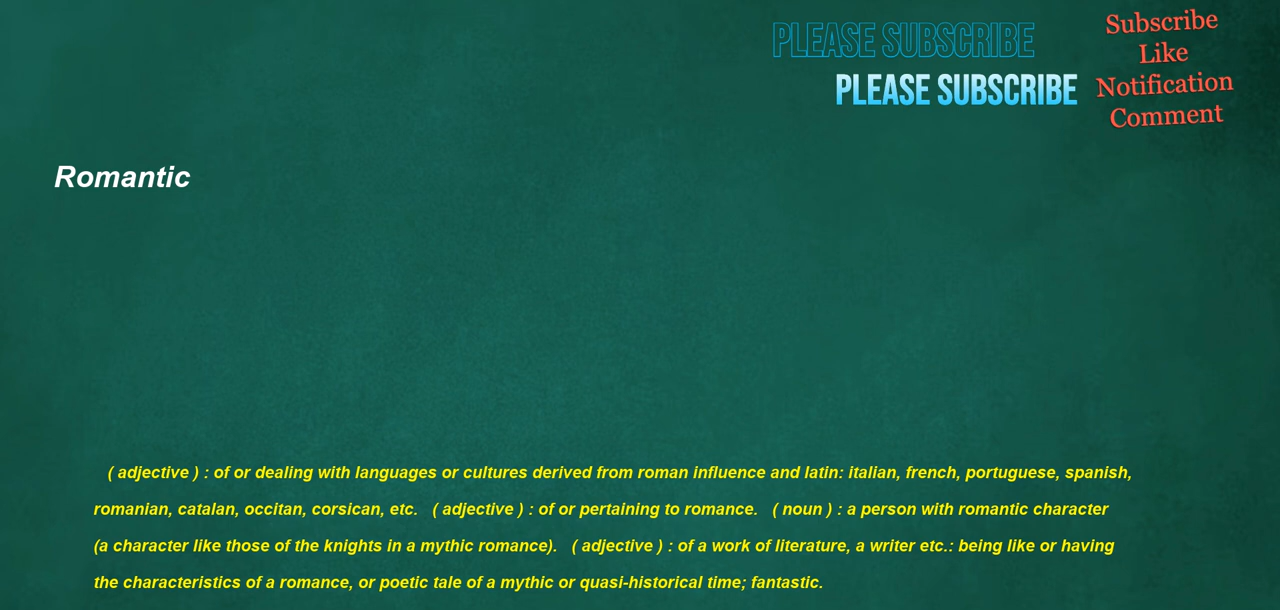 PLEASE SUBSCRIBE
PLEASE SUBSCRIBE
Subscribe
Like
Notification
Comment
Romantic
( adjective ) : of or dealing with languages or cultures derived from roman influence and latin: italian, french, portuguese, spanish,
romanian, catalan, occitan, corsican, etc. ( adjective ) : of or pertaining to romance. ( noun ) : a person with romantic character
(a character like those of the knights in a mythic romance). ( adjective ) : of a work of literature, a writer etc.: being like or having
the characteristics of a romance, or poetic tale of a mythic or quasi-historical time; fantastic.